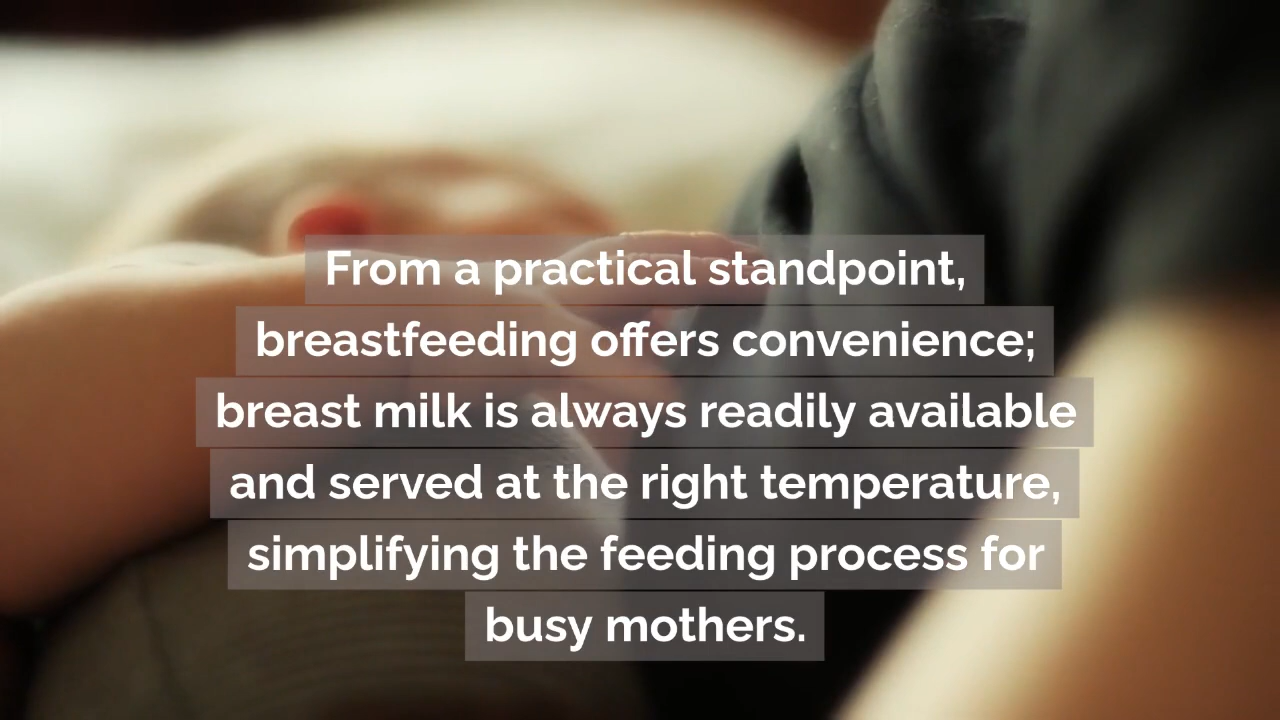 From a practical standpoint,
breastfeeding offers convenience;
breast milk is always readily available
and served at the right temperature,
simplifying the feeding process for
busy mothers.